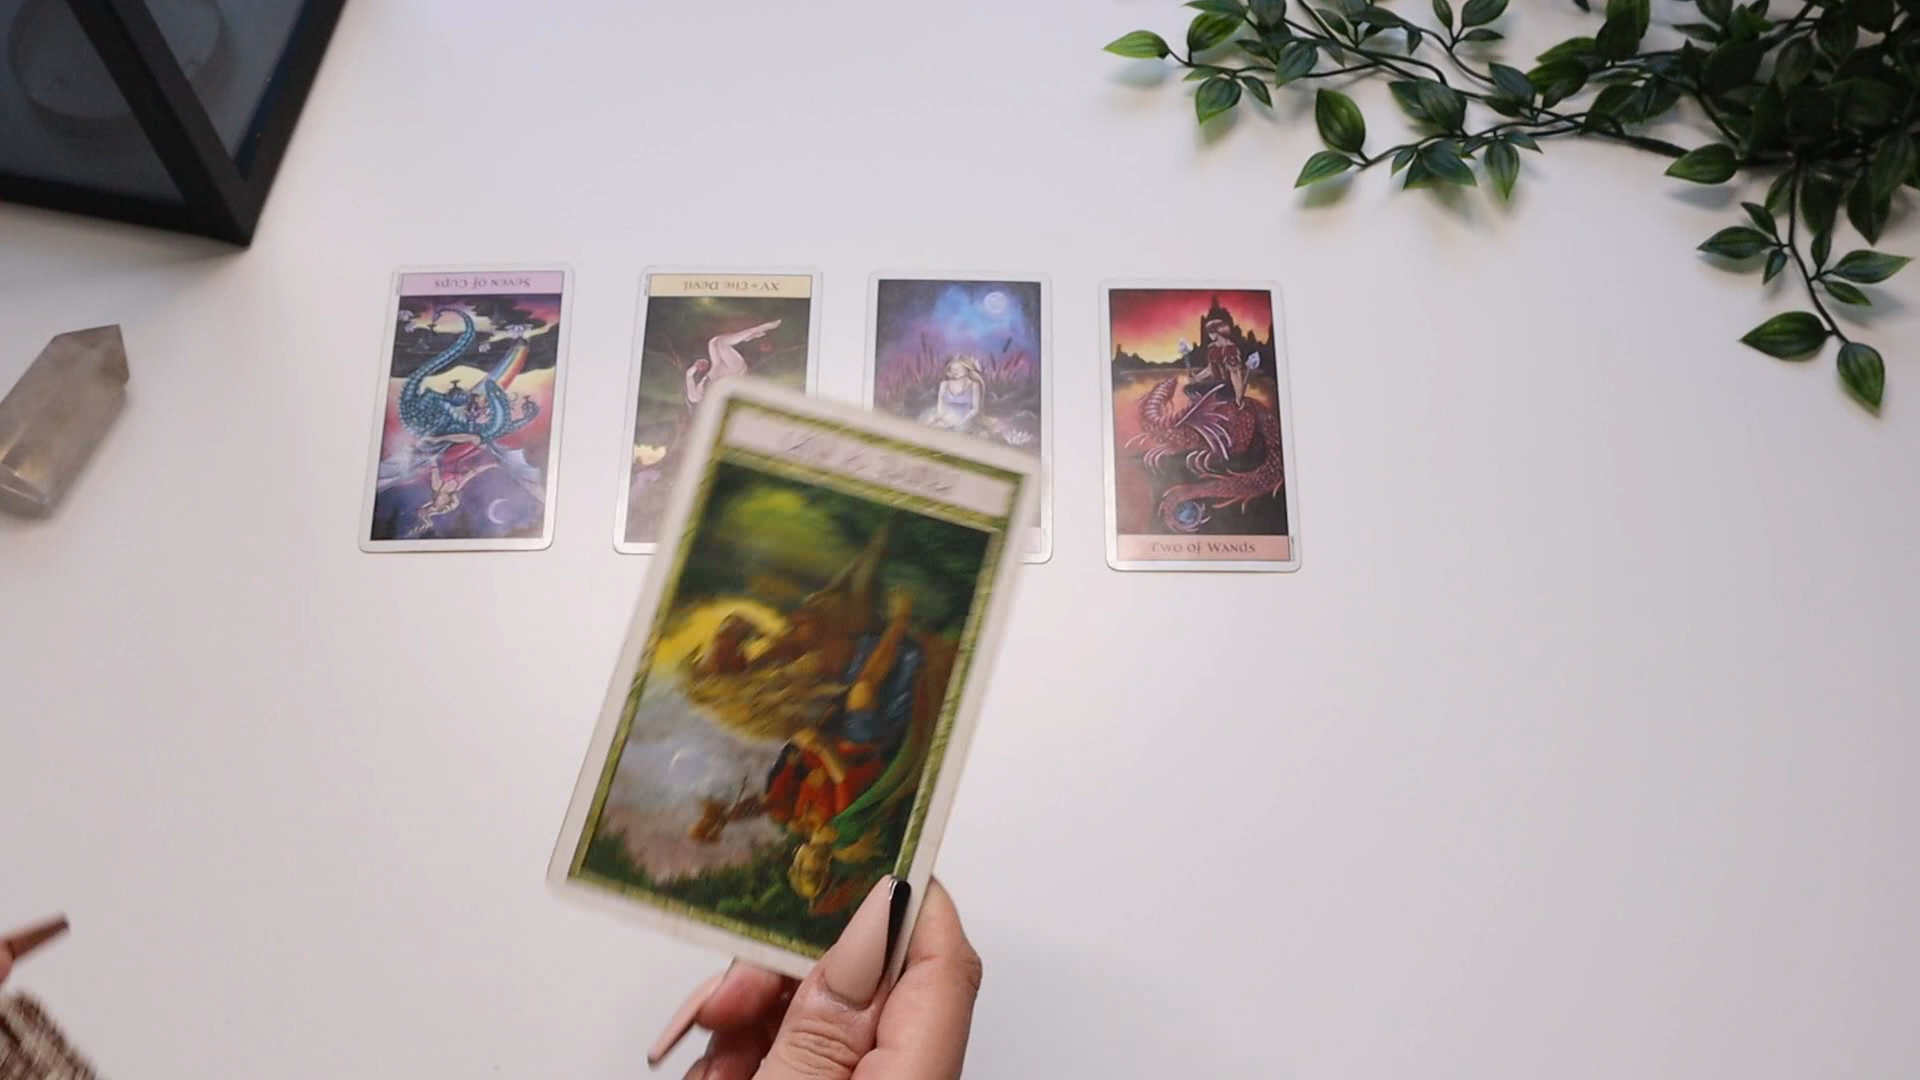 Seven of Cups
XV • The Devil
Two of Wands